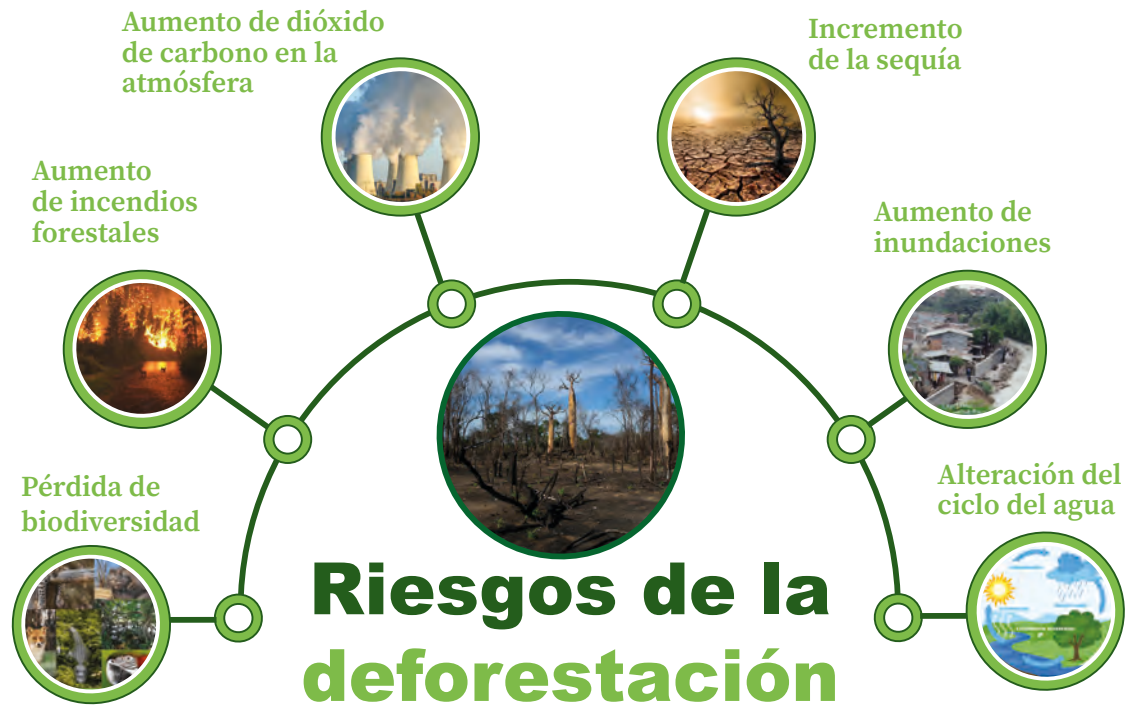 Aumento de dióxido
de carbono en la
atmósfera
Incremento
de la sequía
Aumento
de incendios
forestales
Aumento de
inundaciones
Pérdida de
biodiversidad
Alteración del
ciclo del agua
Riesgos de la
deforestación